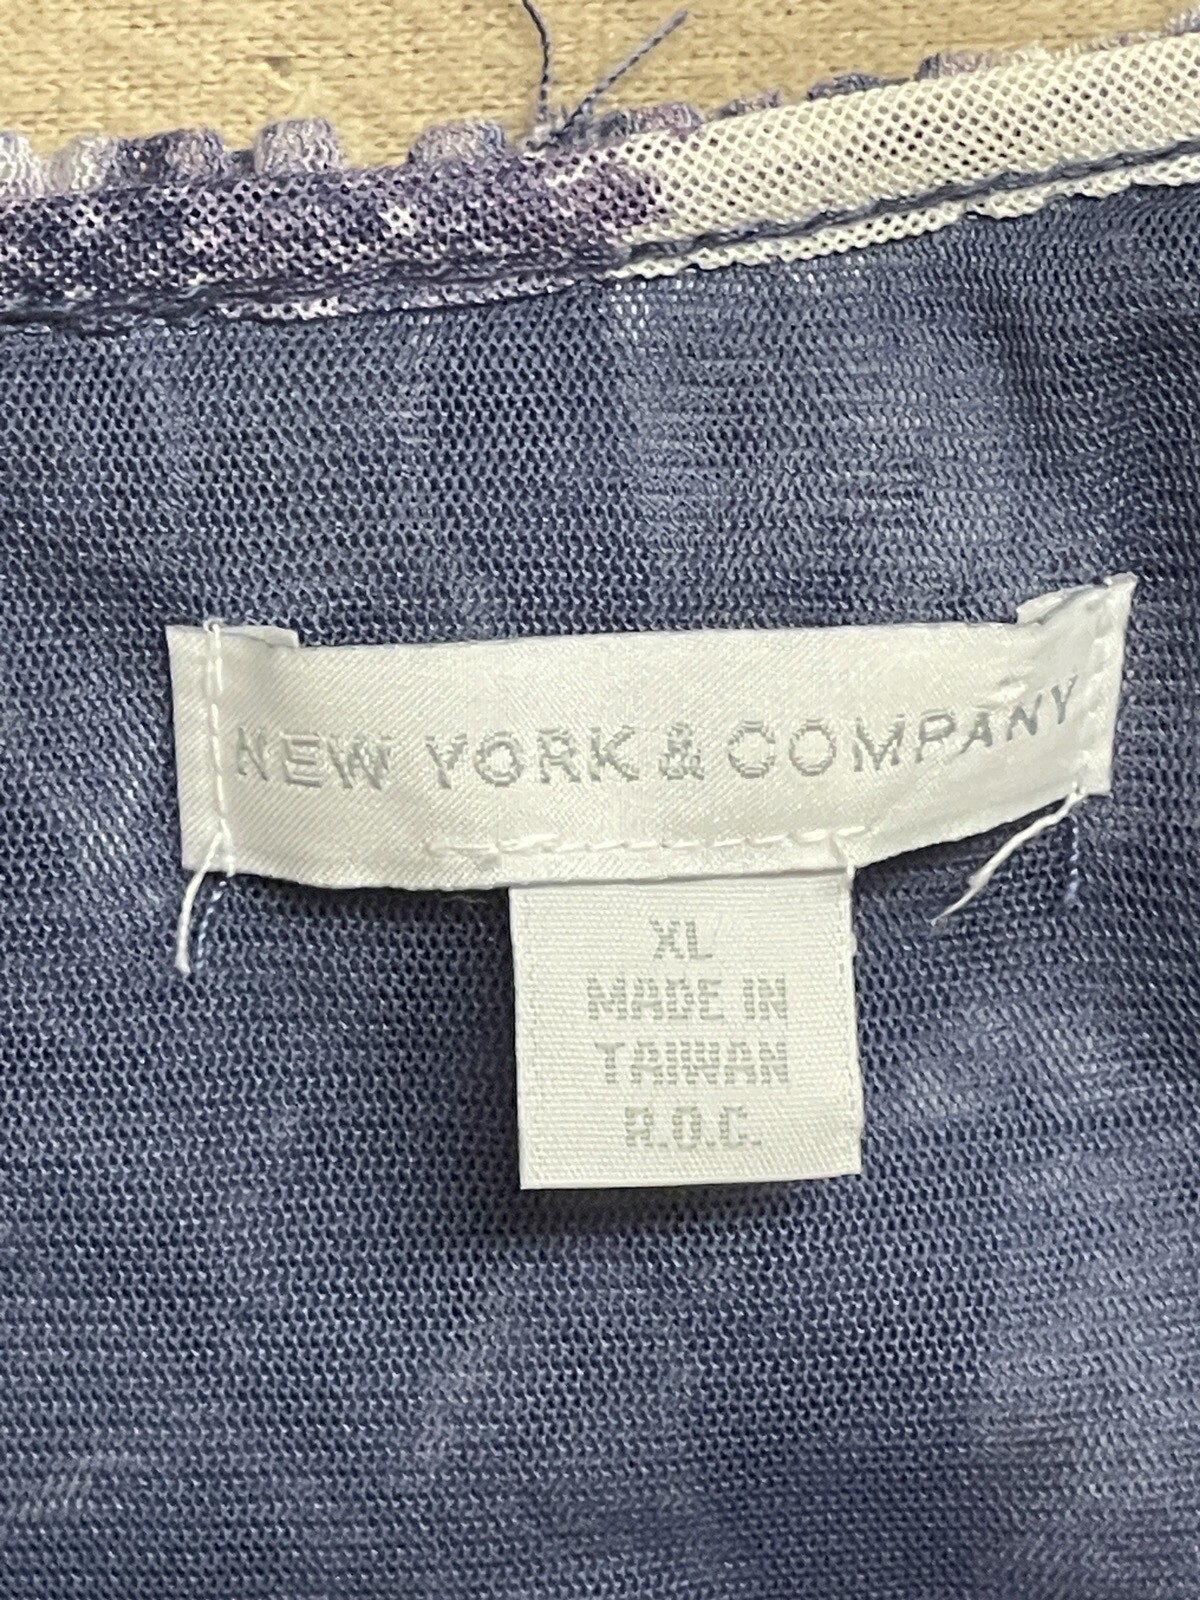 NEW YORK & COMPANY
XL
MADE IN
TAIWAN
R.O.C.